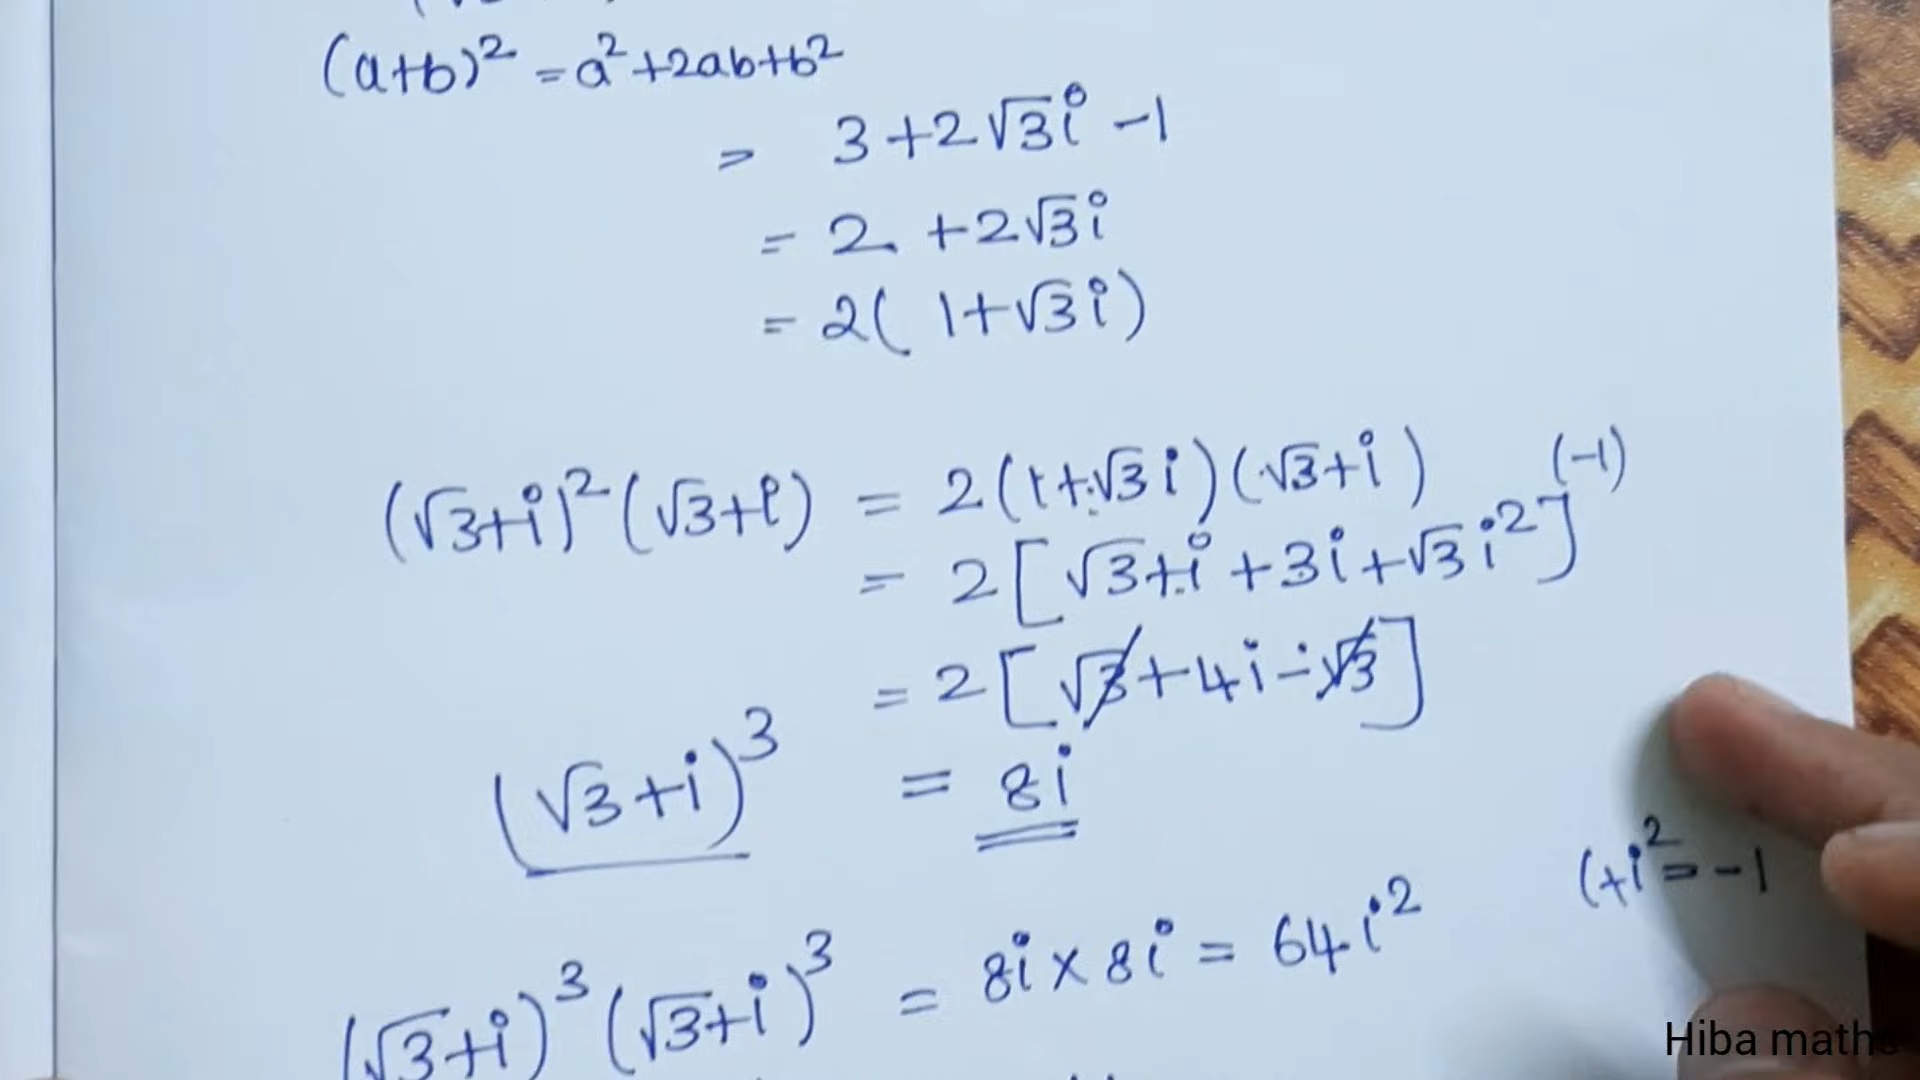 (a+b)² = a²+2ab+b²
= 3+2√3i -1
= 2 +2√3i
= 2( 1+√3i)
(√3+i)²(√3+i) = 2(1+√3i)(√3+i) (-1)
= 2[√3+i+3i+√3i²]
= 2[√3+4i-√3]
(√3+i)³ = 8i
(+i²=-1
(√3+i)³(√3+i)³ = 8i×8i = 64i²
Hiba maths